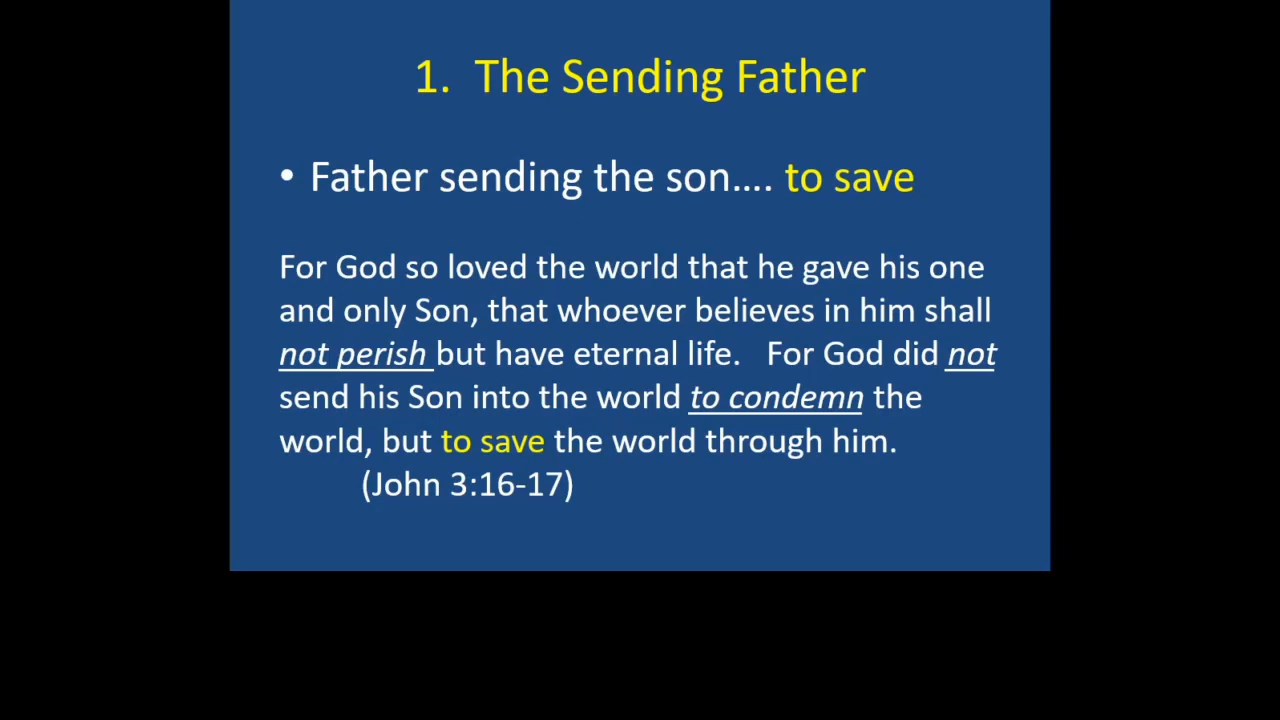 1. The Sending Father
• Father sending the son…. to save
For God so loved the world that he gave his one
and only Son, that whoever believes in him shall
not perish but have eternal life. For God did not
send his Son into the world to condemn the
world, but to save the world through him.
(John 3:16-17)